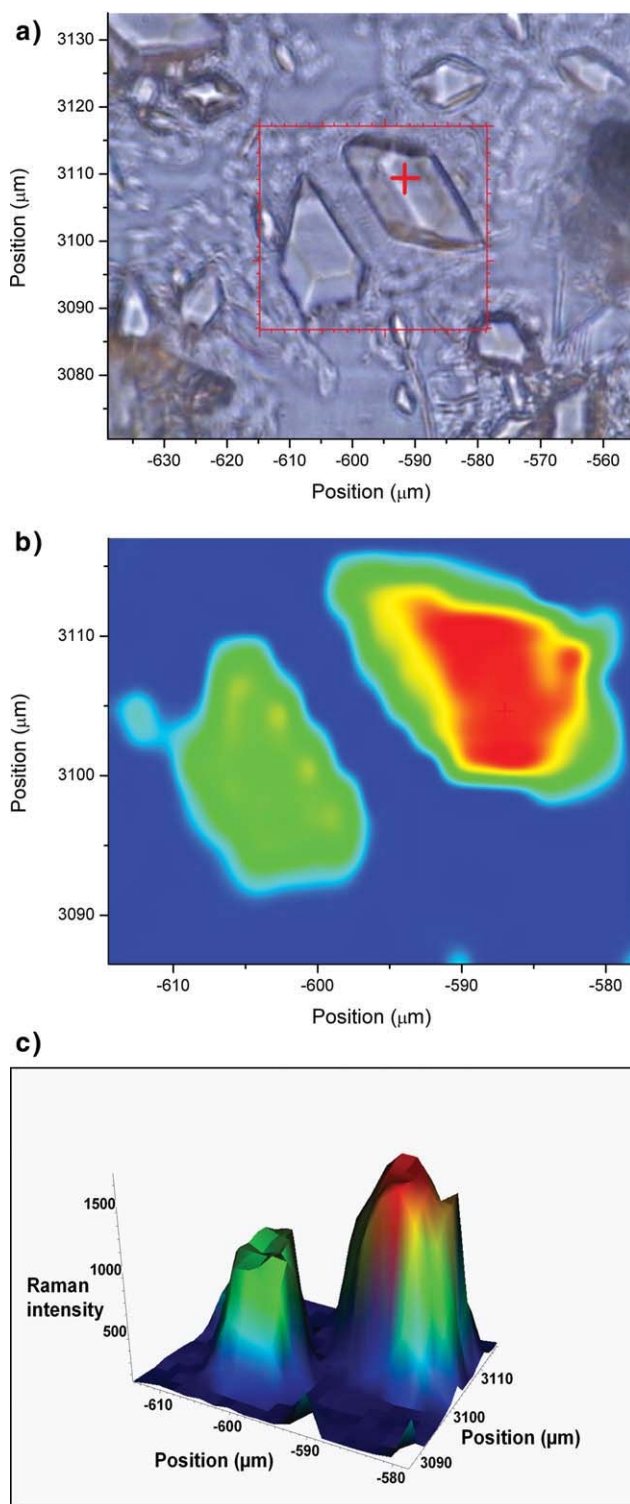 a)
3130
3120
3110
3100
3090
3080
Position (μm)
-630 -620 -610 -600 -590 -580 -570 -560
Position (μm)
b)
3110
3100
3090
Position (μm)
-610 -600 -590 -580
Position (μm)
c)
1500
1000
500
Raman
intensity
-610
-600
-590
-580
Position (μm)
3110
3100
3090
Position (μm)